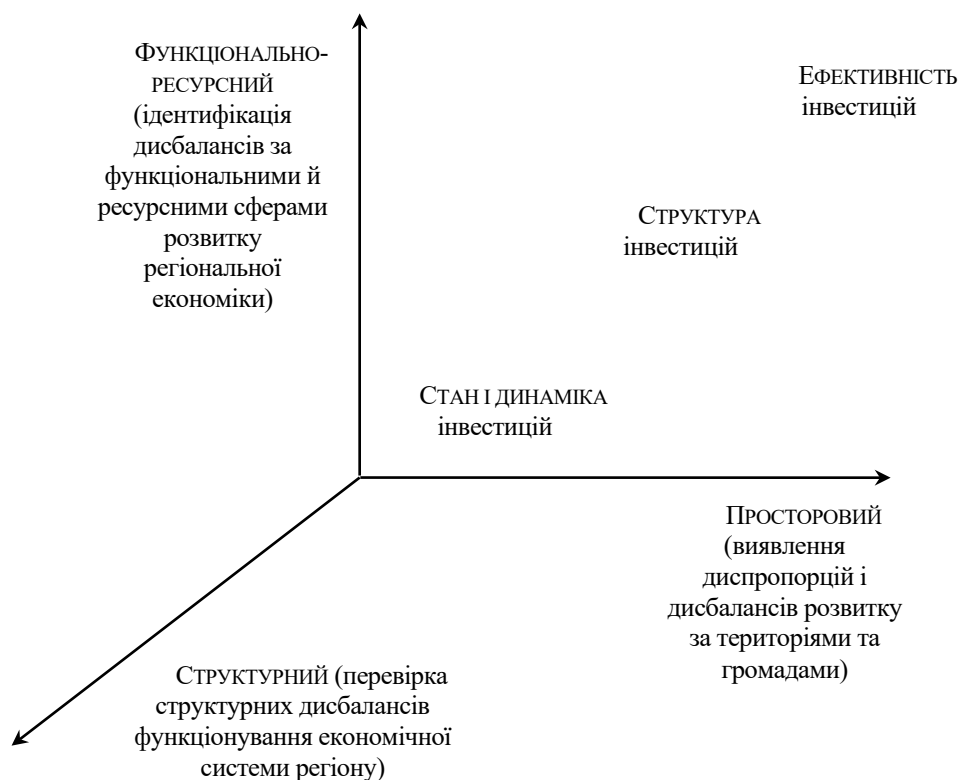 ФУНКЦІОНАЛЬНО-
РЕСУРСНИЙ
(ідентифікація
дисбалансів за
функціональними й
ресурсними сферами
розвитку
регіональної
економіки)
ЕФЕКТИВНІСТЬ
інвестицій
СТРУКТУРА
інвестицій
СТАН І ДИНАМІКА
інвестицій
ПРОСТОРОВИЙ
(виявлення
диспропорцій і
дисбалансів розвитку
за територіями та
громадами)
СТРУКТУРНИЙ (перевірка
структурних дисбалансів
функціонування економічної
системи регіону)